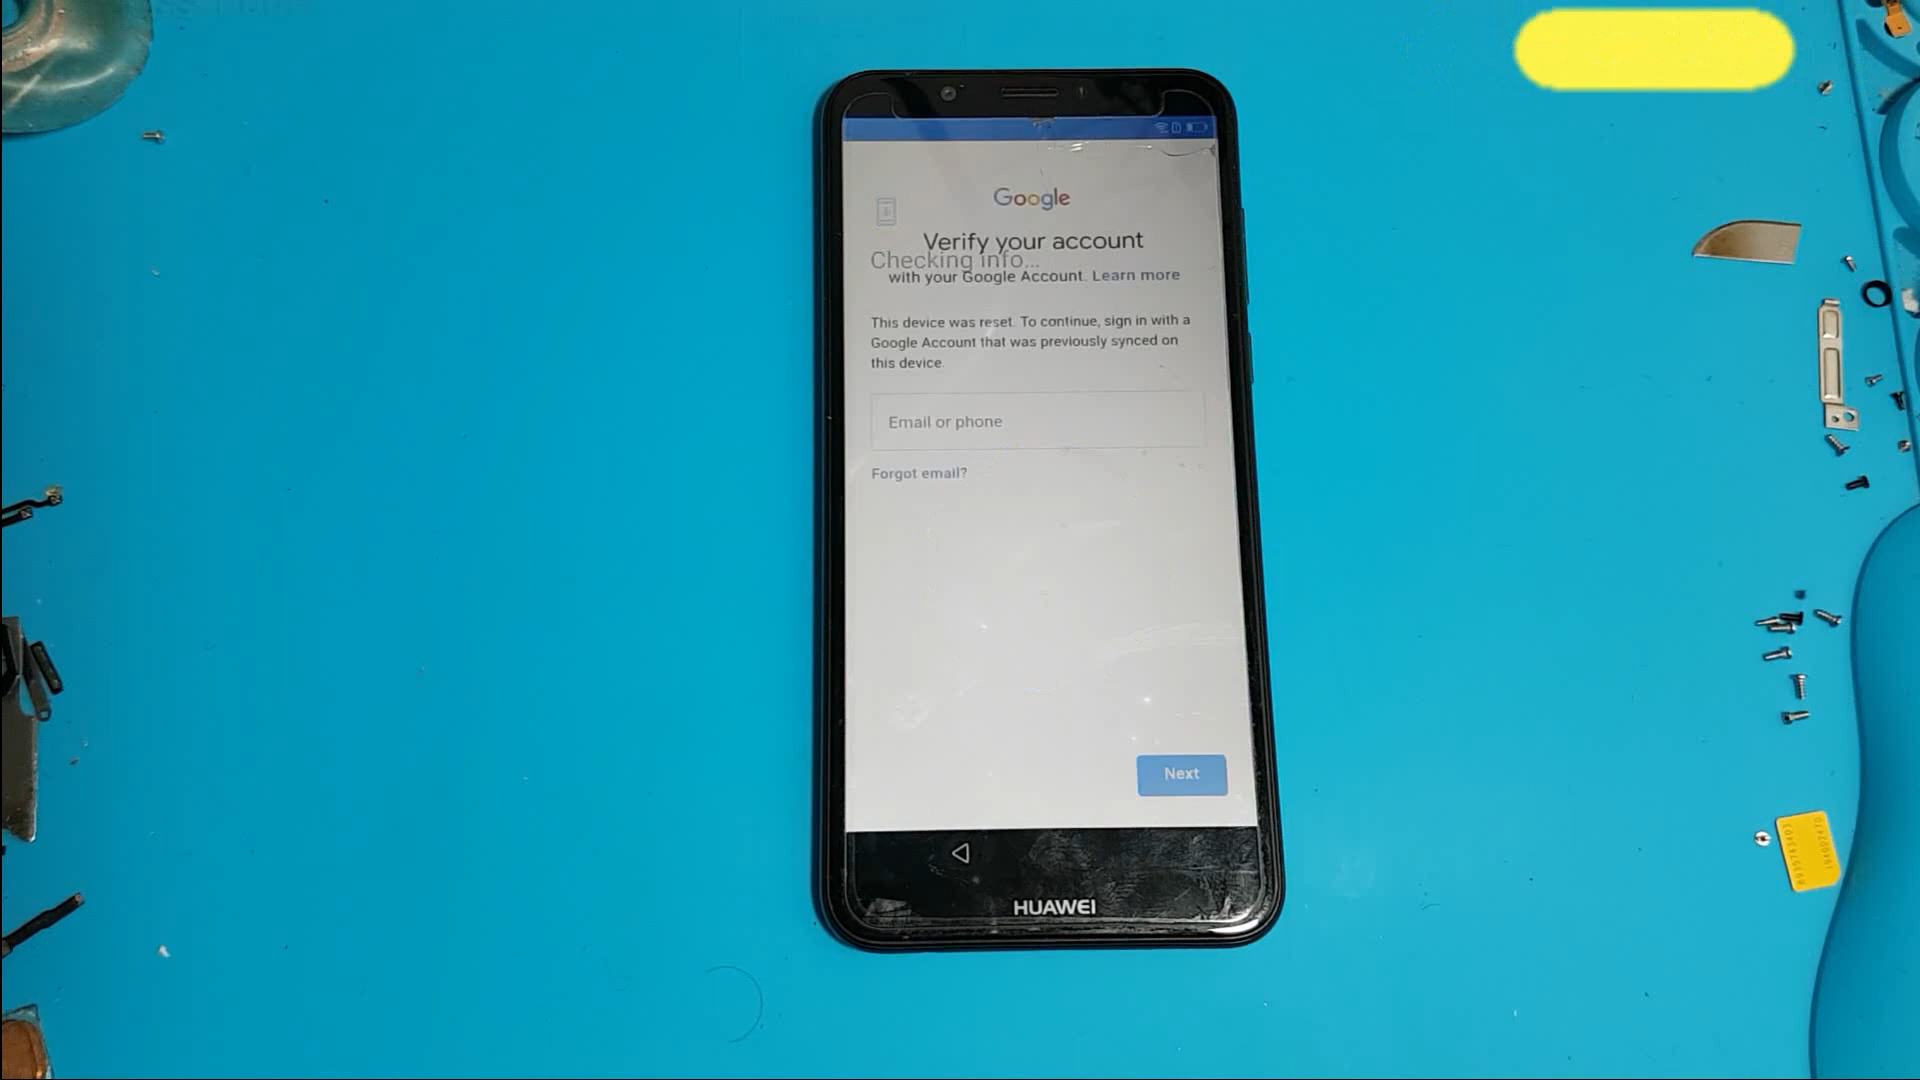 Google
Verify your account
Checking info...
with your Google Account. Learn more
This device was reset. To continue, sign in with a
Google Account that was previously synced on
this device.
Email or phone
Forgot email?
Next
HUAWEI